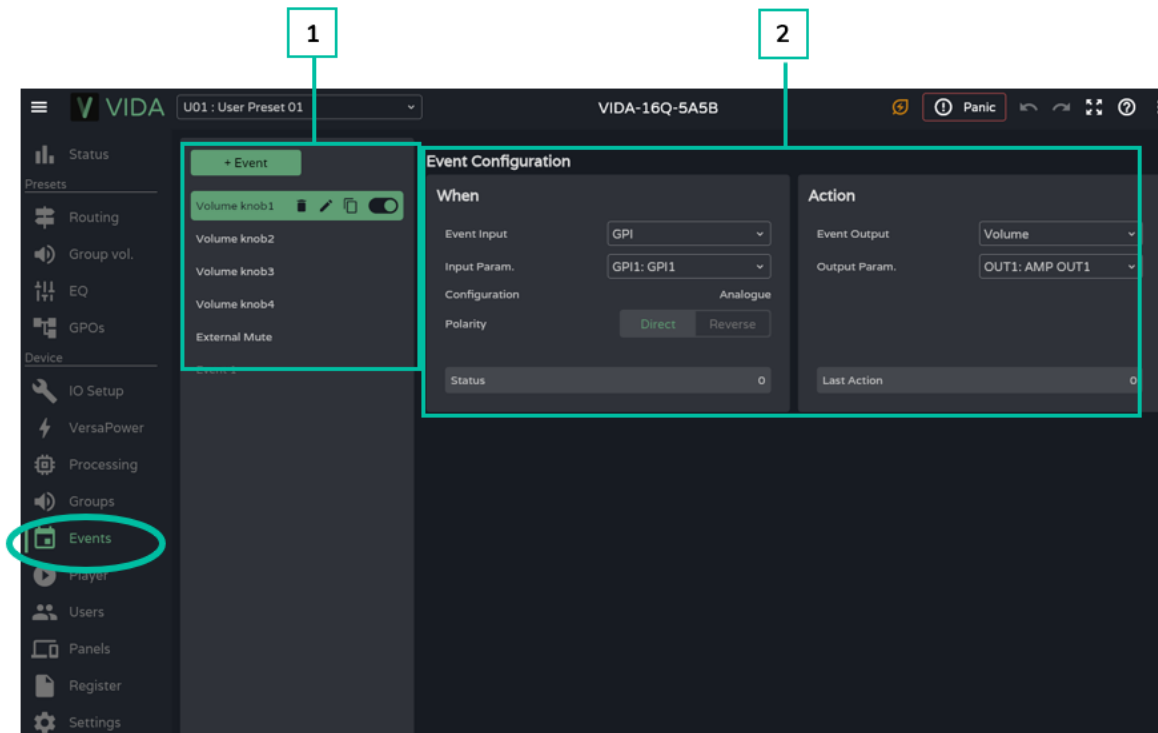 1
2
VIDA
U01 : User Preset 01
VIDA-16Q-5A5B
Panic
Status
Presets
Routing
Group vol.
EQ
GPOs
Device
IO Setup
VersaPower
Processing
Groups
Events
Player
Users
Panels
Register
Settings
+ Event
Volume knob1
Volume knob2
Volume knob3
Volume knob4
External Mute
Event 1
Event Configuration
When
Event Input GPI
Input Param. GPI1: GPI1
Configuration Analogue
Polarity Direct Reverse
Status 0
Action
Event Output Volume
Output Param. OUT1: AMP OUT1
Last Action 0